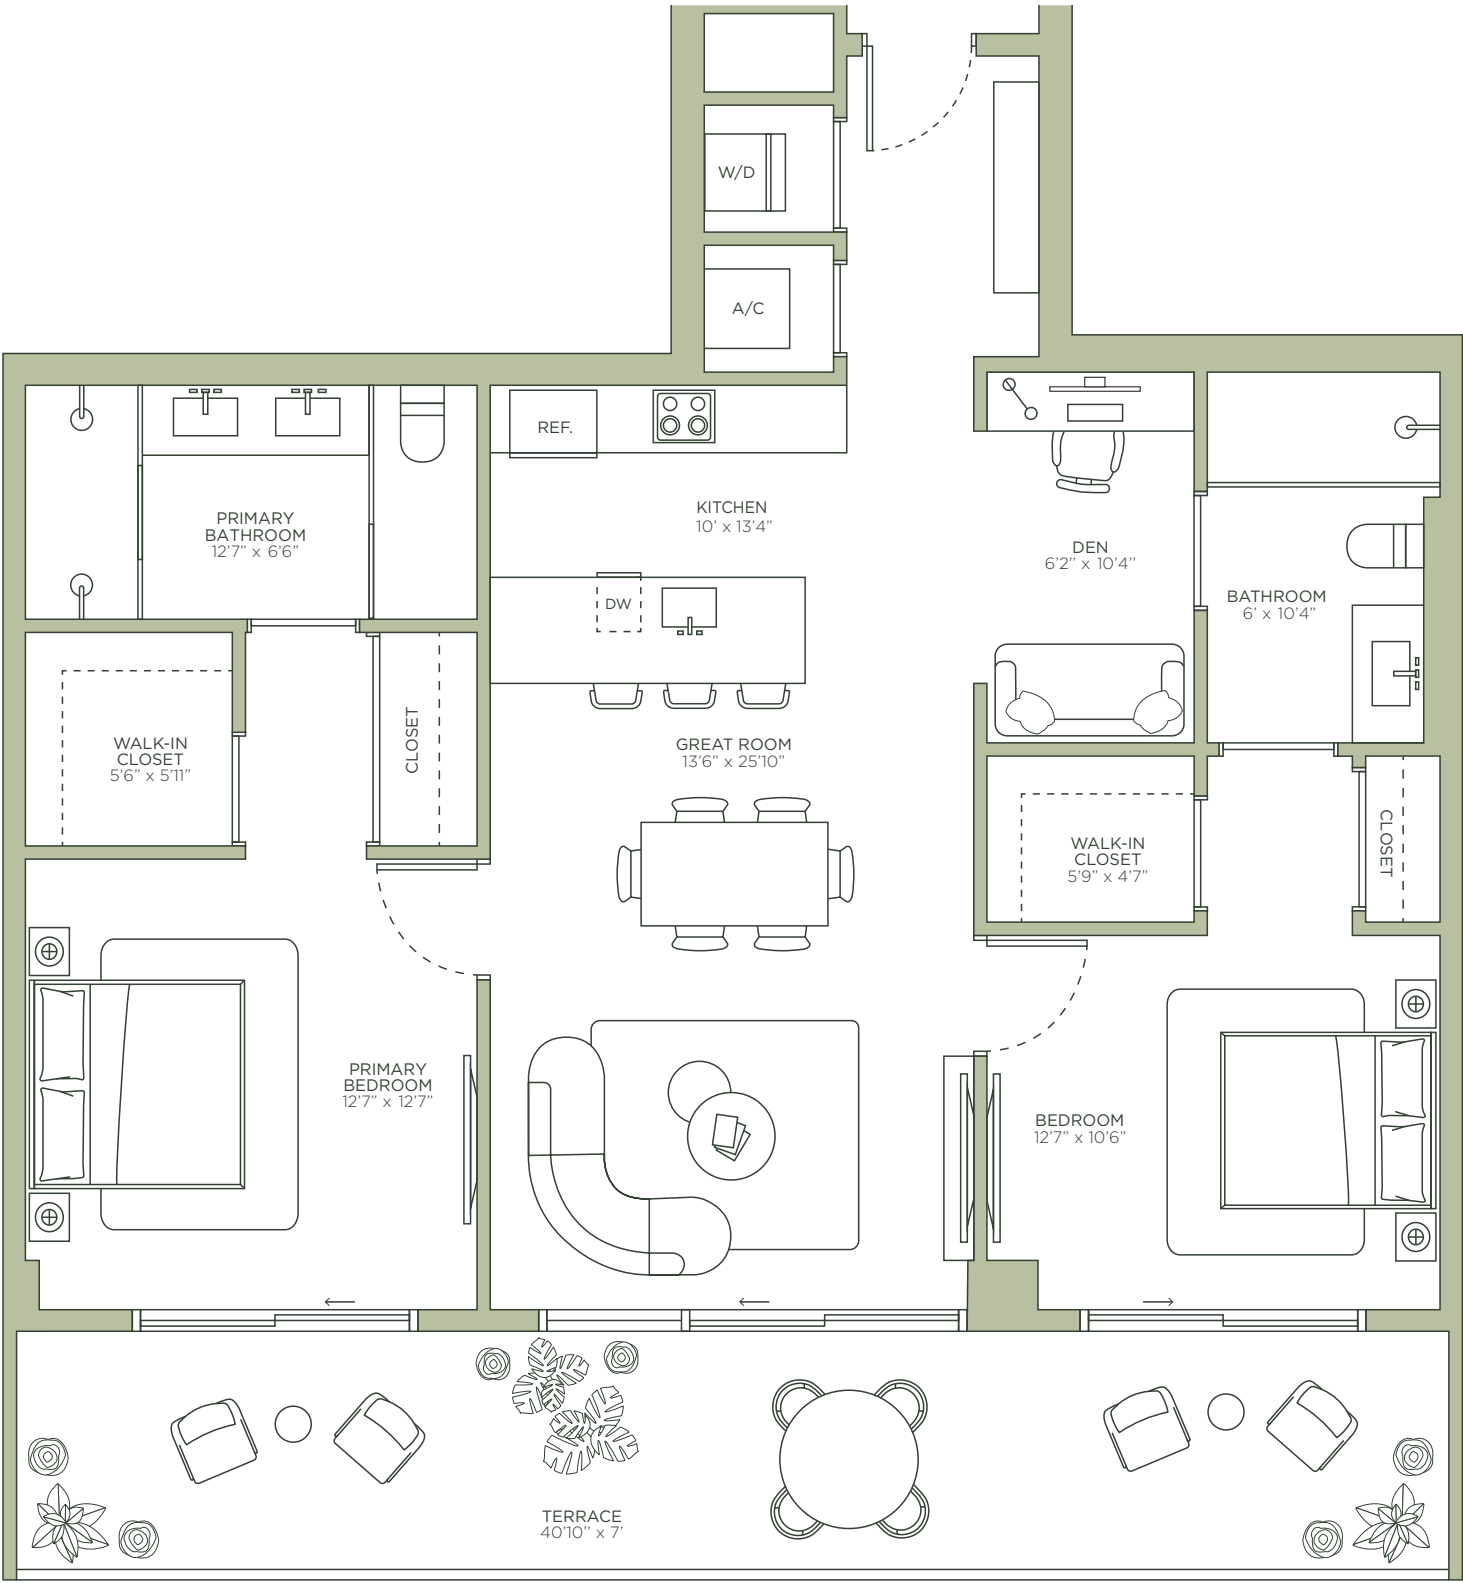 W/D
A/C
REF.
KITCHEN
10' x 13'4"
PRIMARY
BATHROOM
12'7" x 6'6"
DEN
6'2'' x 10'4''
BATHROOM
6' x 10'4"
DW
WALK-IN
CLOSET
5'6" x 5'11"
CLOSET
GREAT ROOM
13'6" x 25'10"
WALK-IN
CLOSET
5'9" x 4'7"
CLOSET
PRIMARY
BEDROOM
12'7" x 12'7"
BEDROOM
12'7" x 10'6"
TERRACE
40'10'' x 7'